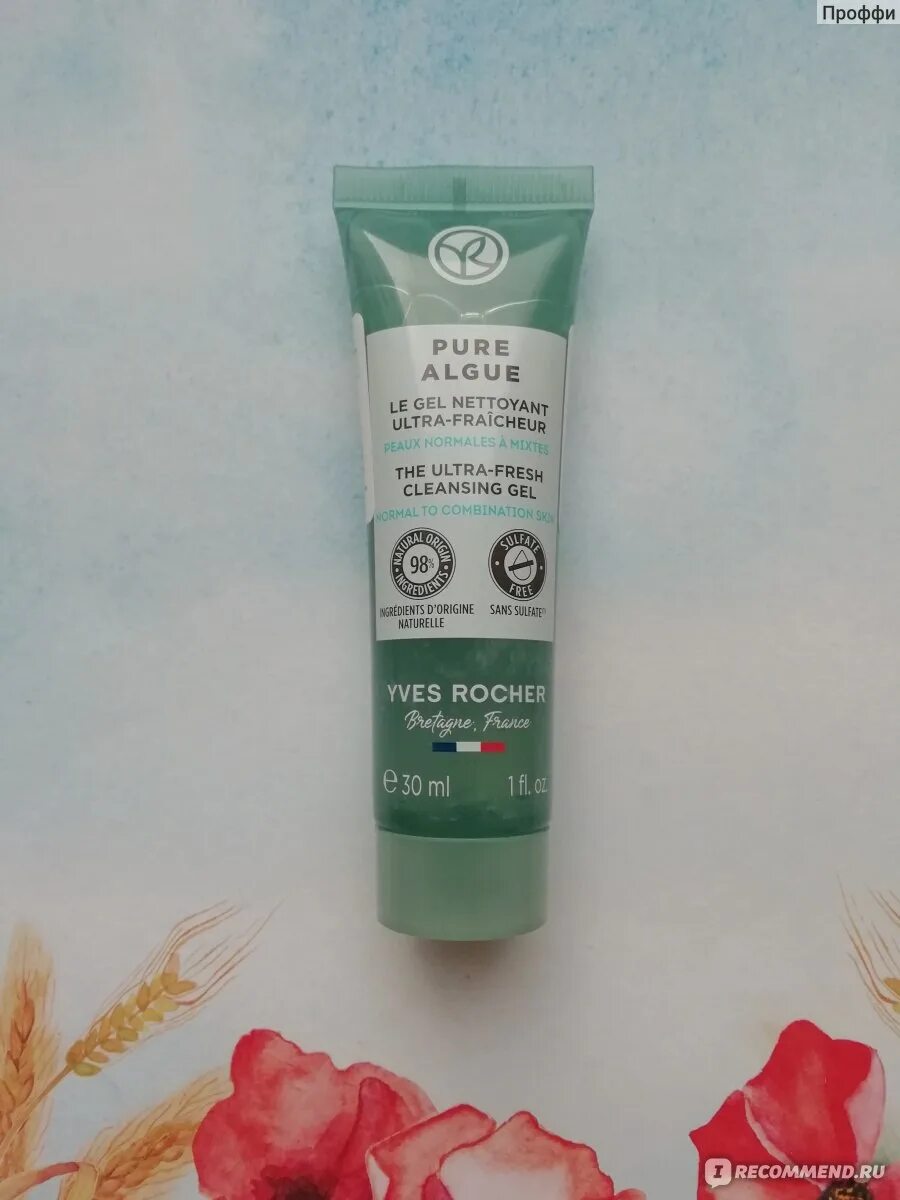 Проффи
PURE
ALGUE
LE GEL NETTOYANT
ULTRA-FRAÎCHEUR
PEAUX NORMALES À MIXTES
THE ULTRA-FRESH
CLEANSING GEL
NORMAL TO COMBINATION SKIN
NATURAL ORIGIN
98%
INGREDIENTS
INGRÉDIENTS D'ORIGINE
NATURELLE
SULFATE
FREE
SANS SULFATE
YVES ROCHER
Bretagne, France
℮ 30 ml 1 fl. oz.
IRECOMMEND.RU